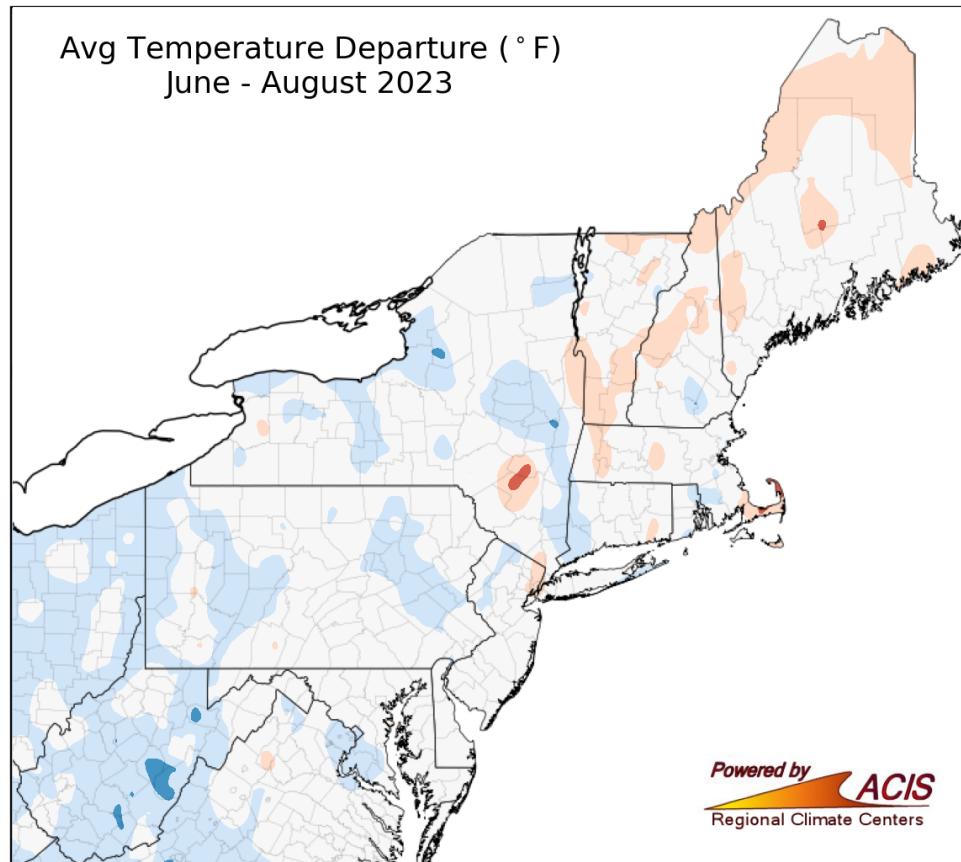 Avg Temperature Departure (°F)
June - August 2023
Powered by
ACIS
Regional Climate Centers